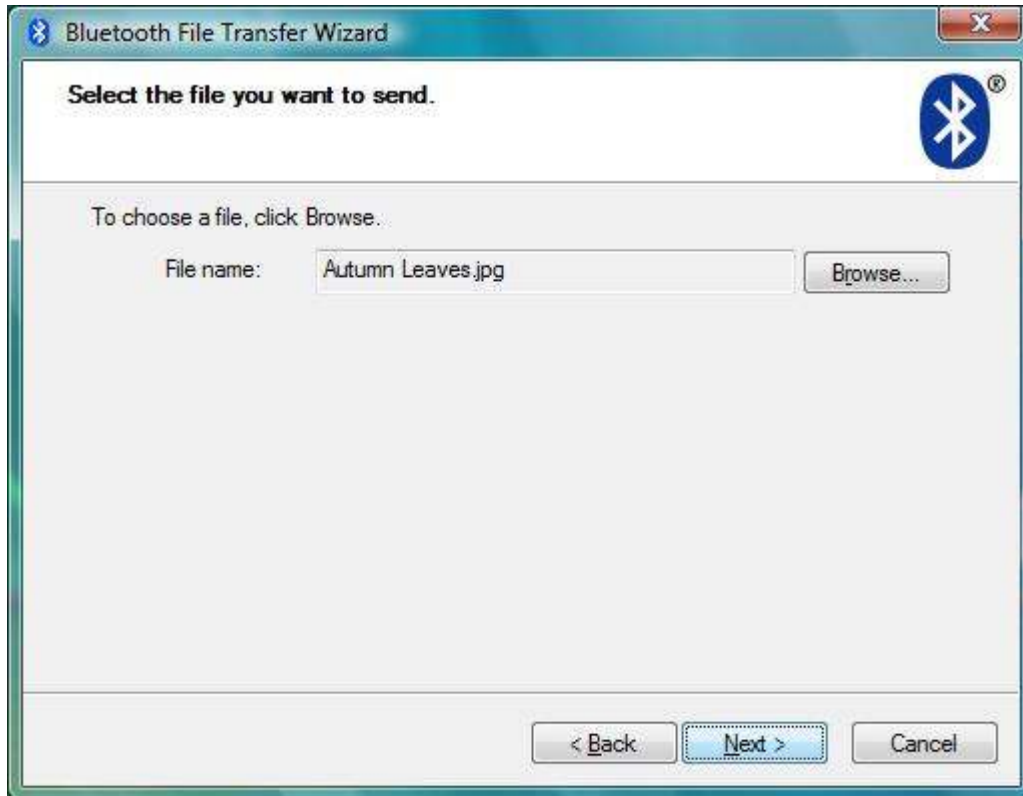 Bluetooth File Transfer Wizard
Select the file you want to send.
®
To choose a file, click Browse.
File name: Autumn Leaves.jpg Browse...
< Back Next > Cancel